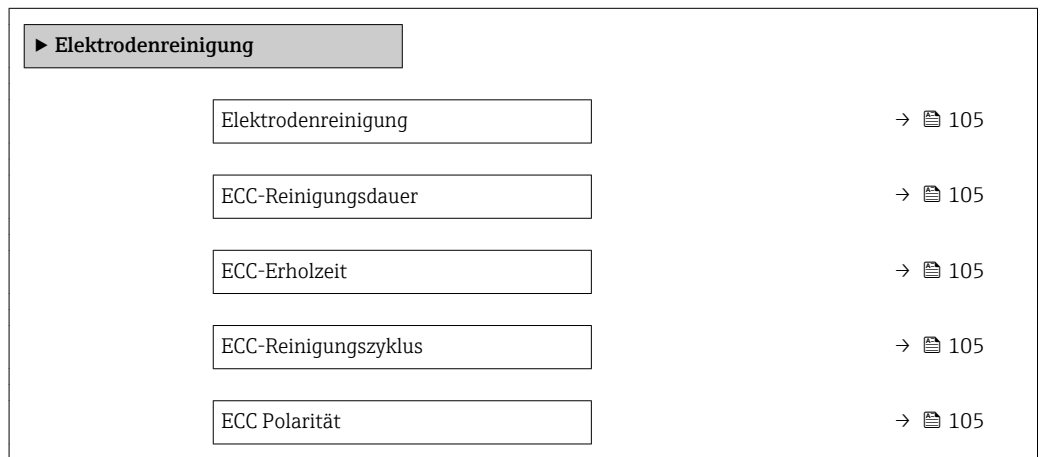 ▶ Elektrodenreinigung
Elektrodenreinigung → 105
ECC-Reinigungsdauer → 105
ECC-Erholzeit → 105
ECC-Reinigungszyklus → 105
ECC Polarität → 105